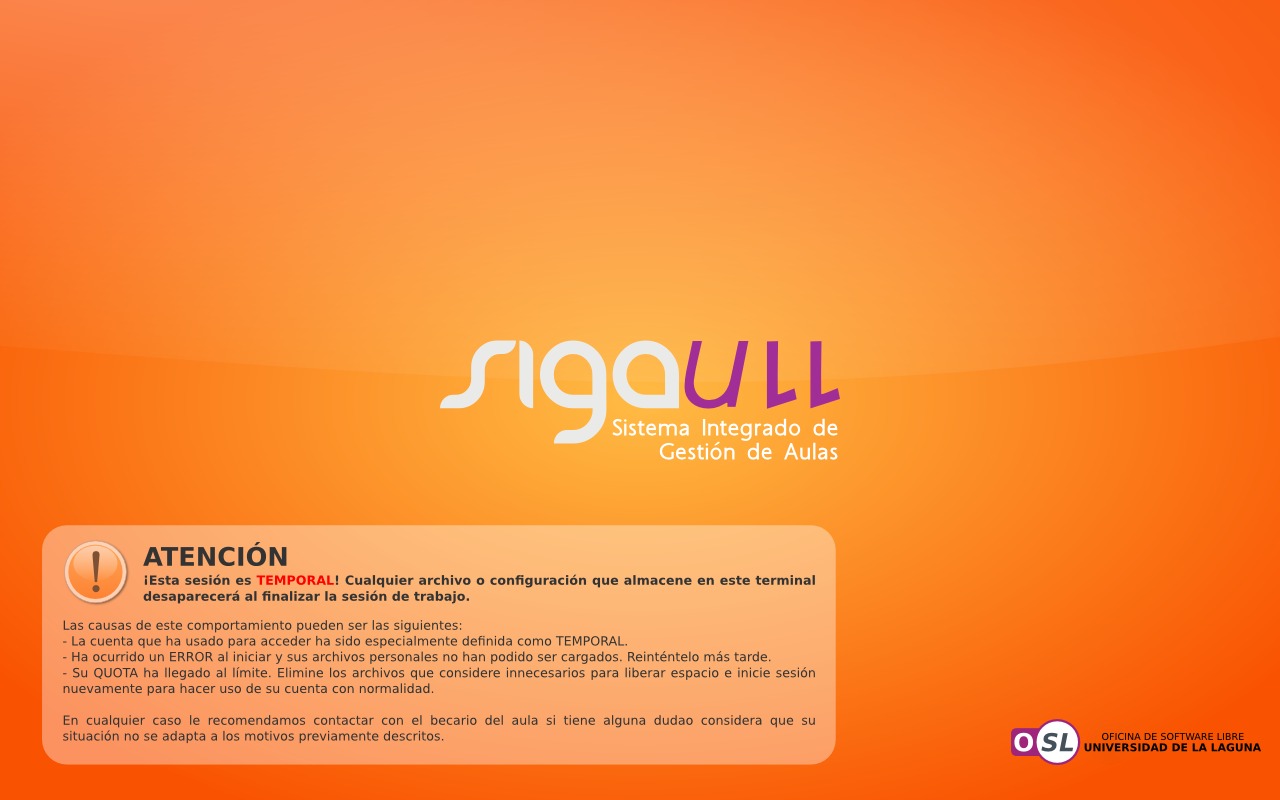 sigaull
Sistema Integrado de
Gestión de Aulas
ATENCIÓN
¡Esta sesión es TEMPORAL! Cualquier archivo o configuración que almacene en este terminal
desaparecerá al finalizar la sesión de trabajo.
Las causas de este comportamiento pueden ser las siguientes:
- La cuenta que ha usado para acceder ha sido especialmente definida como TEMPORAL.
- Ha ocurrido un ERROR al iniciar y sus archivos personales no han podido ser cargados. Reinténtelo más tarde.
- Su QUOTA ha llegado al límite. Elimine los archivos que considere innecesarios para liberar espacio e inicie sesión
nuevamente para hacer uso de su cuenta con normalidad.
En cualquier caso le recomendamos contactar con el becario del aula si tiene alguna dudao considera que su
situación no se adapta a los motivos previamente descritos.
OSL
OFICINA DE SOFTWARE LIBRE
UNIVERSIDAD DE LA LAGUNA